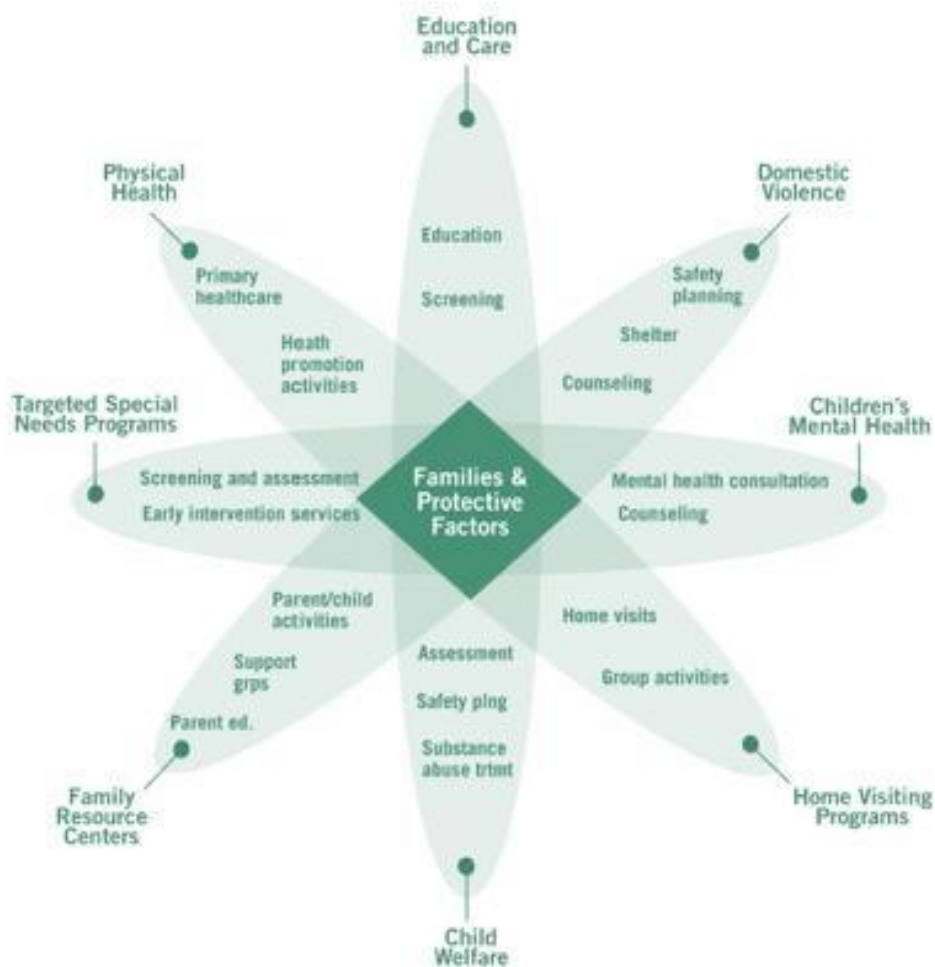 Education
and Care
Physical
Health
Domestic
Violence
Education
Primary
healthcare
Safety
planning
Screening
Shelter
Heath
promotion
activities
Counseling
Targeted Special
Needs Programs
Children's
Mental Health
Screening and assessment
Early intervention services
Families &
Protective
Factors
Mental health consultation
Counseling
Parent/child
activities
Home visits
Support
grps
Assessment
Group activities
Parent ed.
Safety plng
Substance
abuse trtmt
Family
Resource
Centers
Home Visiting
Programs
Child
Welfare